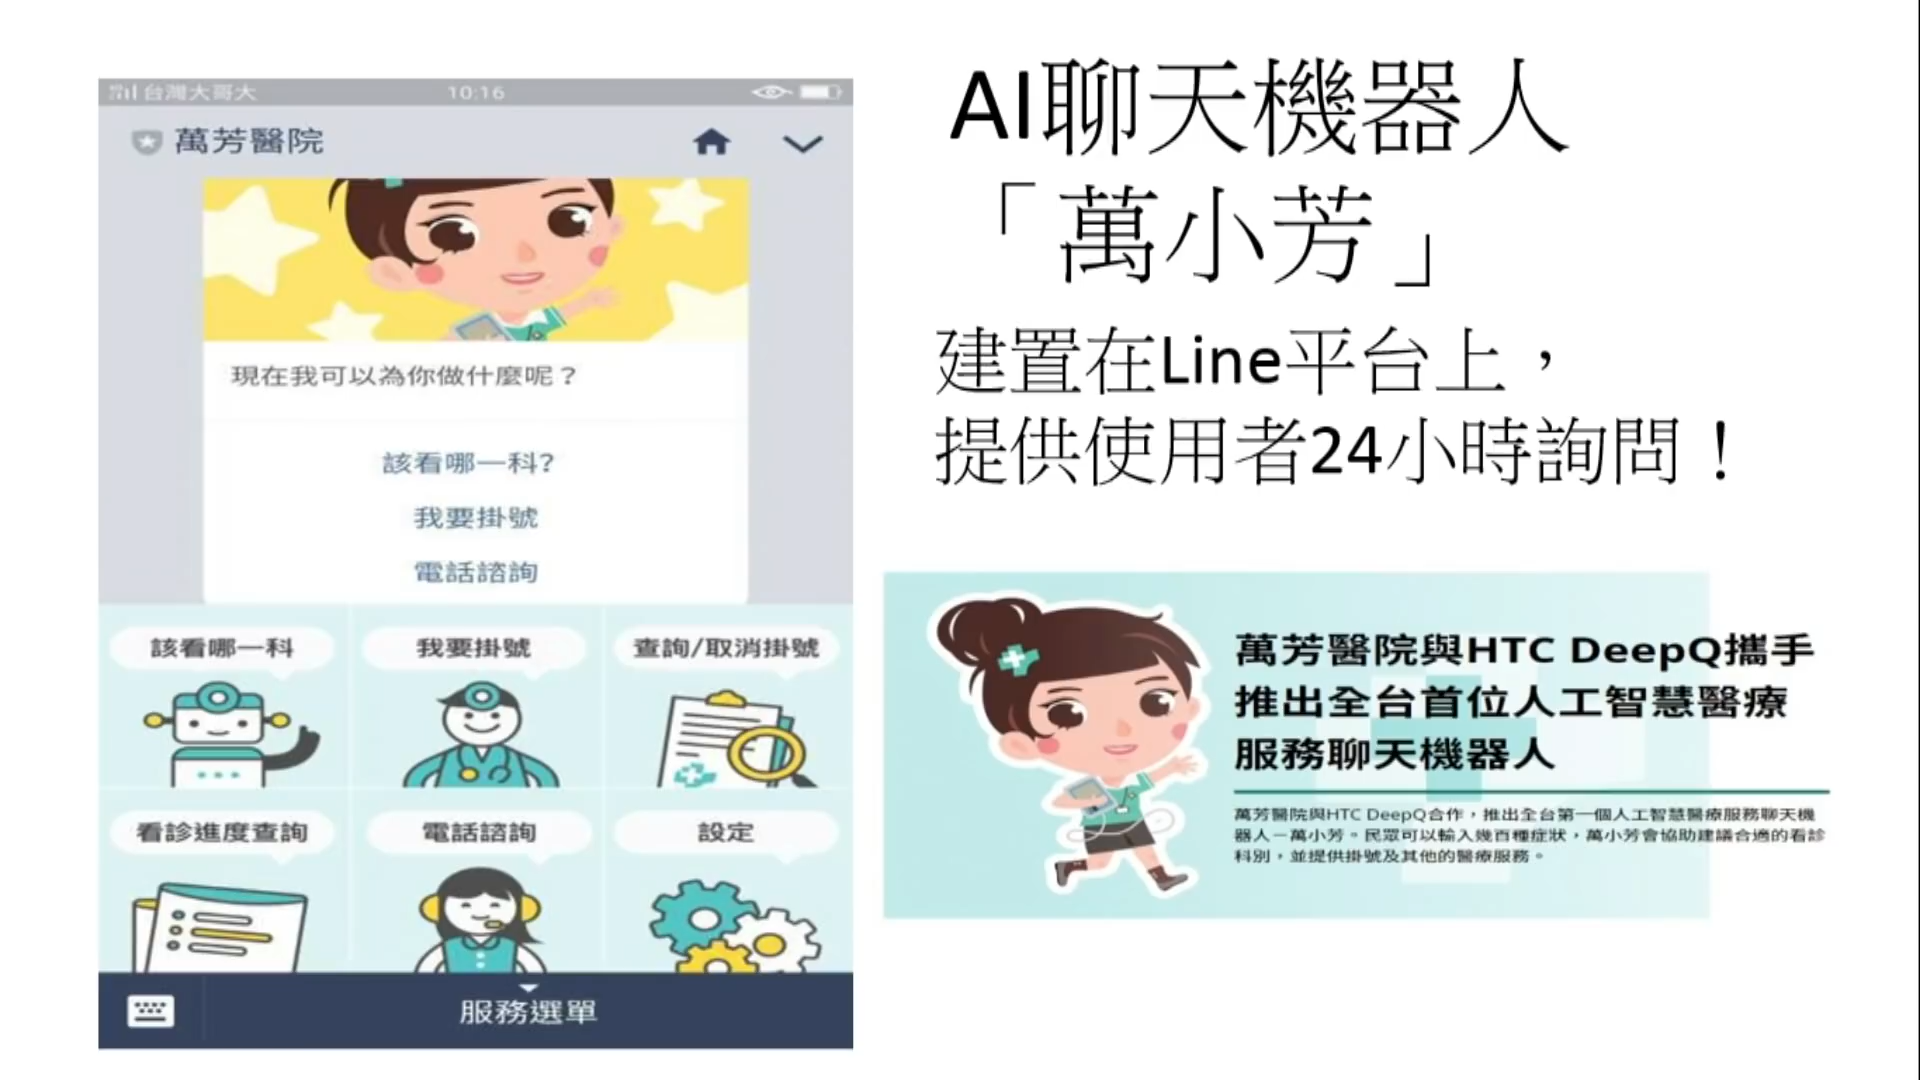 台灣大哥大
10:16
萬芳醫院
現在我可以為你做什麼呢？
該看哪一科?
我要掛號
電話諮詢
該看哪一科
我要掛號
查詢/取消掛號
看診進度查詢
電話諮詢
設定
服務選單
AI聊天機器人
「萬小芳」
建置在Line平台上，
提供使用者24小時詢問！
萬芳醫院與HTC DeepQ攜手
推出全台首位人工智慧醫療
服務聊天機器人
萬芳醫院與HTC DeepQ合作，推出全台第一個人工智慧醫療服務聊天機
器人－萬小芳。民眾可以輸入幾百種症狀，萬小芳會協助建議合適的看診
科別，並提供掛號及其他的醫療服務。